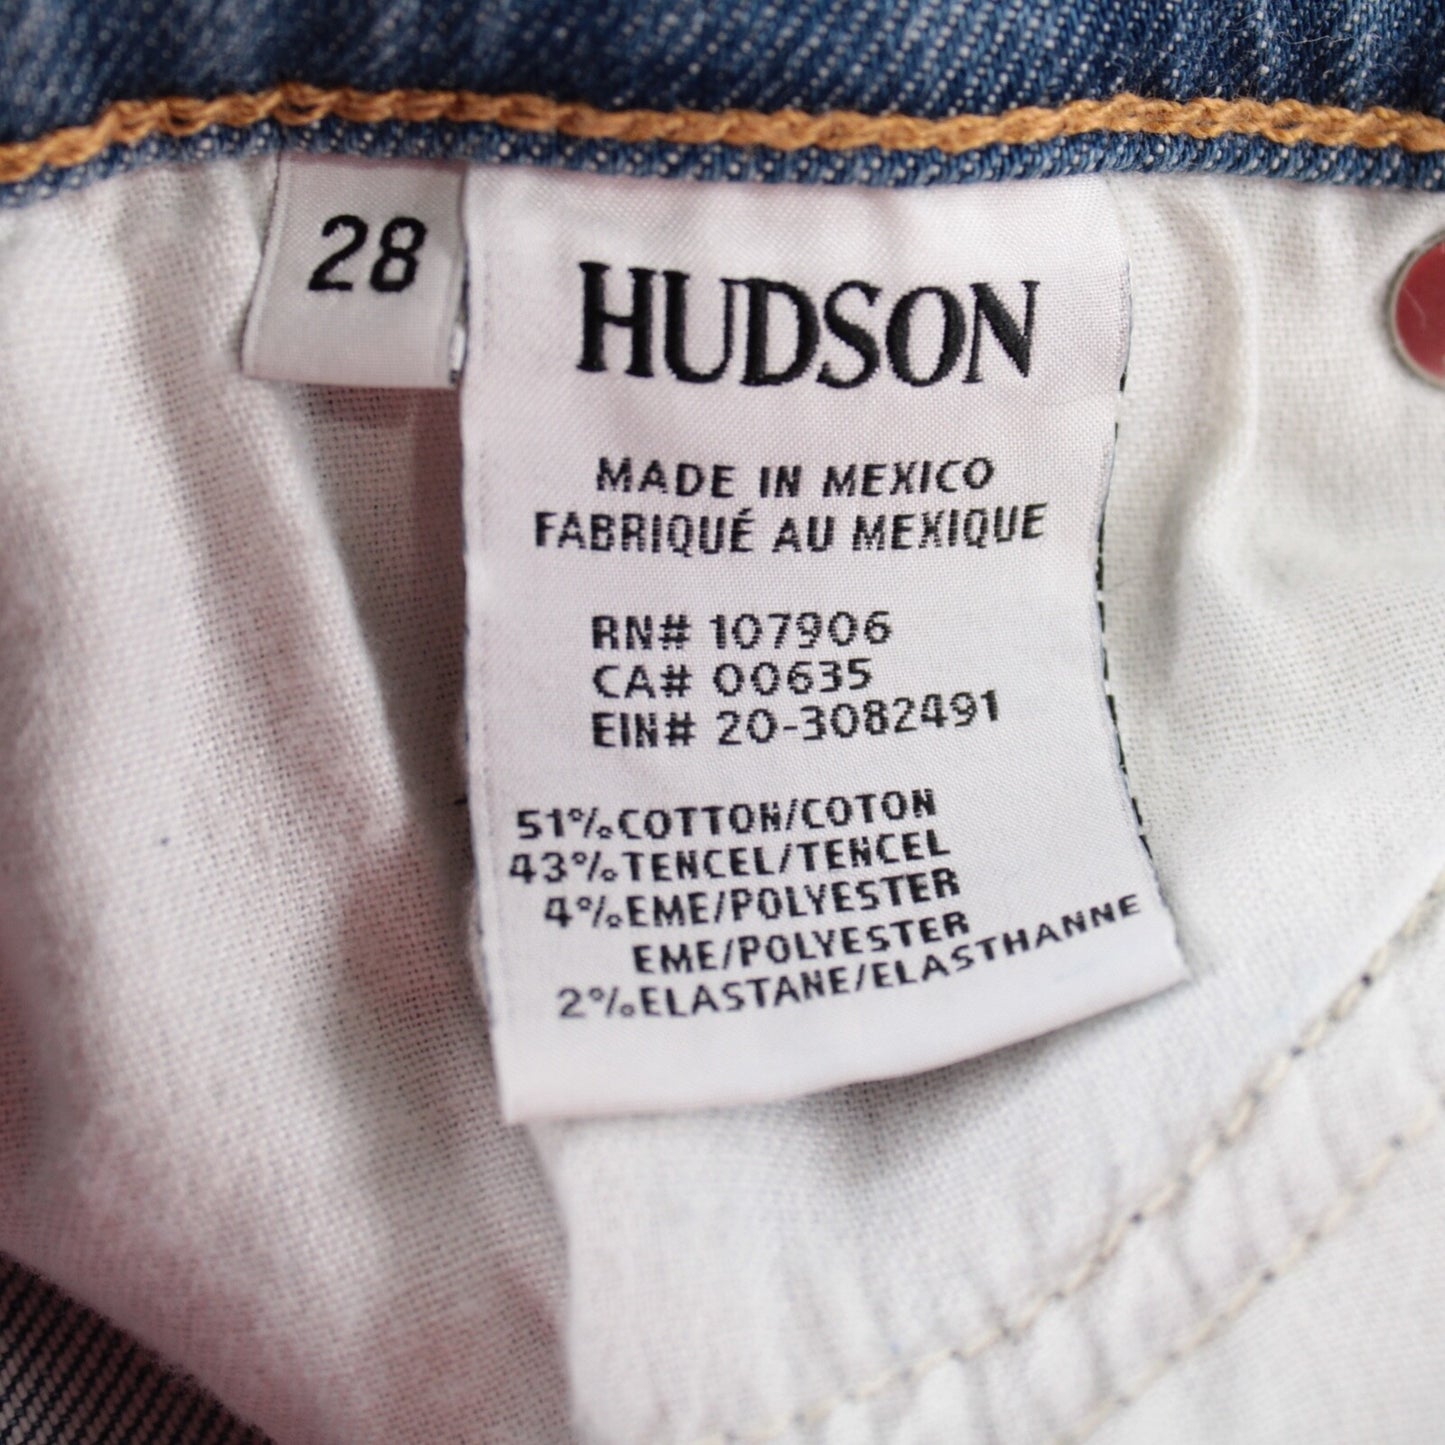 28
HUDSON
MADE IN MEXICO
FABRIQUÉ AU MEXIQUE
RN# 107906
CA# 00635
EIN# 20-3082491
51%COTTON/COTON
43%TENCEL/TENCEL
4%EME/POLYESTER
EME/POLYESTER
2%ELASTANE/ELASTHANNE